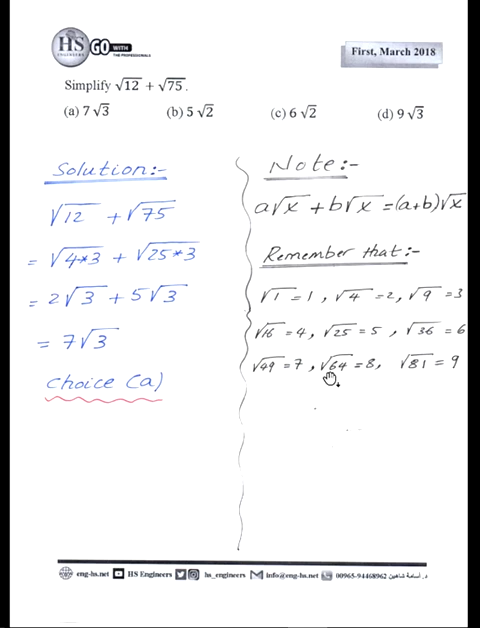 HS
ENGINEERS
GO WITH
THE PROFESSIONALS
First, March 2018
Simplify √12 + √75.
(a) 7 √3 (b) 5 √2 (c) 6 √2 (d) 9 √3
Solution:-
√12 + √75
= √4*3 + √25*3
= 2√3 + 5√3
= 7√3
choice (a)
Note:-
a√x + b√x = (a+b)√x
Remember that:-
√1 = 1 , √4 = 2, √9 = 3
√16 = 4, √25 = 5 , √36 = 6
√49 = 7 , √64 = 8, √81 = 9
eng-hs.net HS Engineers hs_engineers info@eng-hs.net 00965-94468962 د. أسامة شاهين